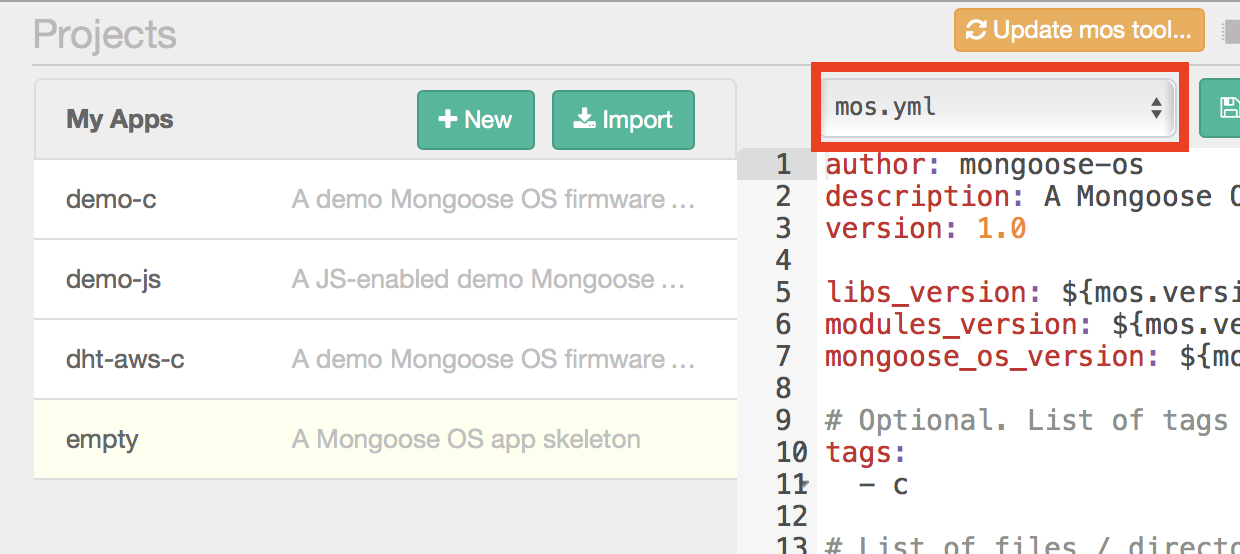 Projects
Update mos tool...
My Apps
New
Import
mos.yml
demo-c A demo Mongoose OS firmware ...
demo-js A JS-enabled demo Mongoose ...
dht-aws-c A demo Mongoose OS firmware ...
empty A Mongoose OS app skeleton
1 author: mongoose-os
2 description: A Mongoose
3 version: 1.0
4
5 libs_version: ${mos.versi
6 modules_version: ${mos.ve
7 mongoose_os_version: ${mo
8
9 # Optional. List of tags
10 tags:
11 - c
12
13 # List of files / directo